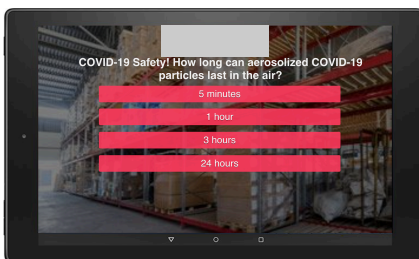 COVID-19 Safety! How long can aerosolized COVID-19
particles last in the air?
5 minutes
1 hour
3 hours
24 hours